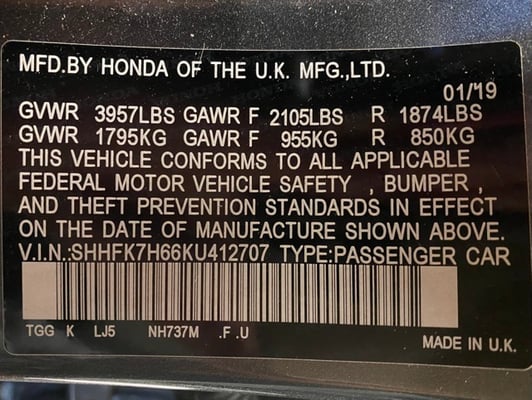 MFD.BY HONDA OF THE U.K. MFG.,LTD.
01/19
GVWR 3957LBS GAWR F 2105LBS R 1874LBS
GVWR 1795KG GAWR F 955KG R 850KG
THIS VEHICLE CONFORMS TO ALL APPLICABLE
FEDERAL MOTOR VEHICLE SAFETY , BUMPER ,
AND THEFT PREVENTION STANDARDS IN EFFECT
ON THE DATE OF MANUFACTURE SHOWN ABOVE.
V.I.N.:SHHFK7H66KU412707 TYPE:PASSENGER CAR
TGG K LJ5 NH737M .F .U
MADE IN U.K.